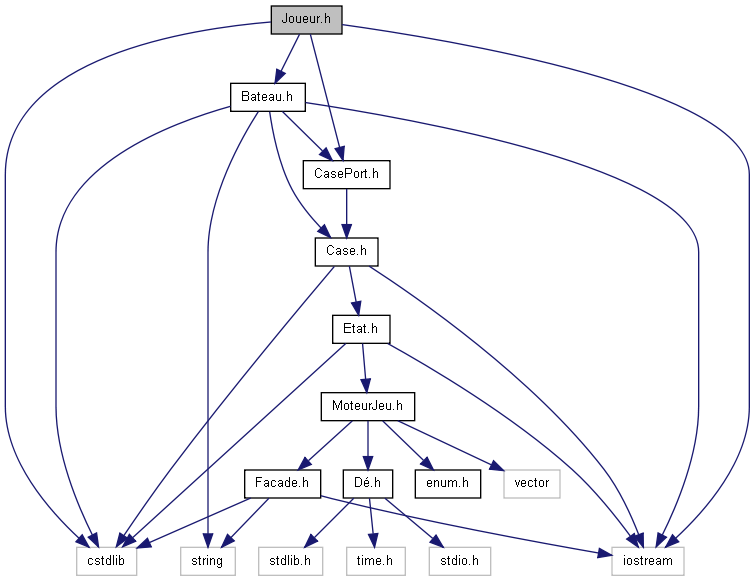 Joueur.h
Bateau.h
CasePort.h
Case.h
Etat.h
MoteurJeu.h
Facade.h
Dé.h
enum.h
vector
cstdlib
string
stdlib.h
time.h
stdio.h
iostream